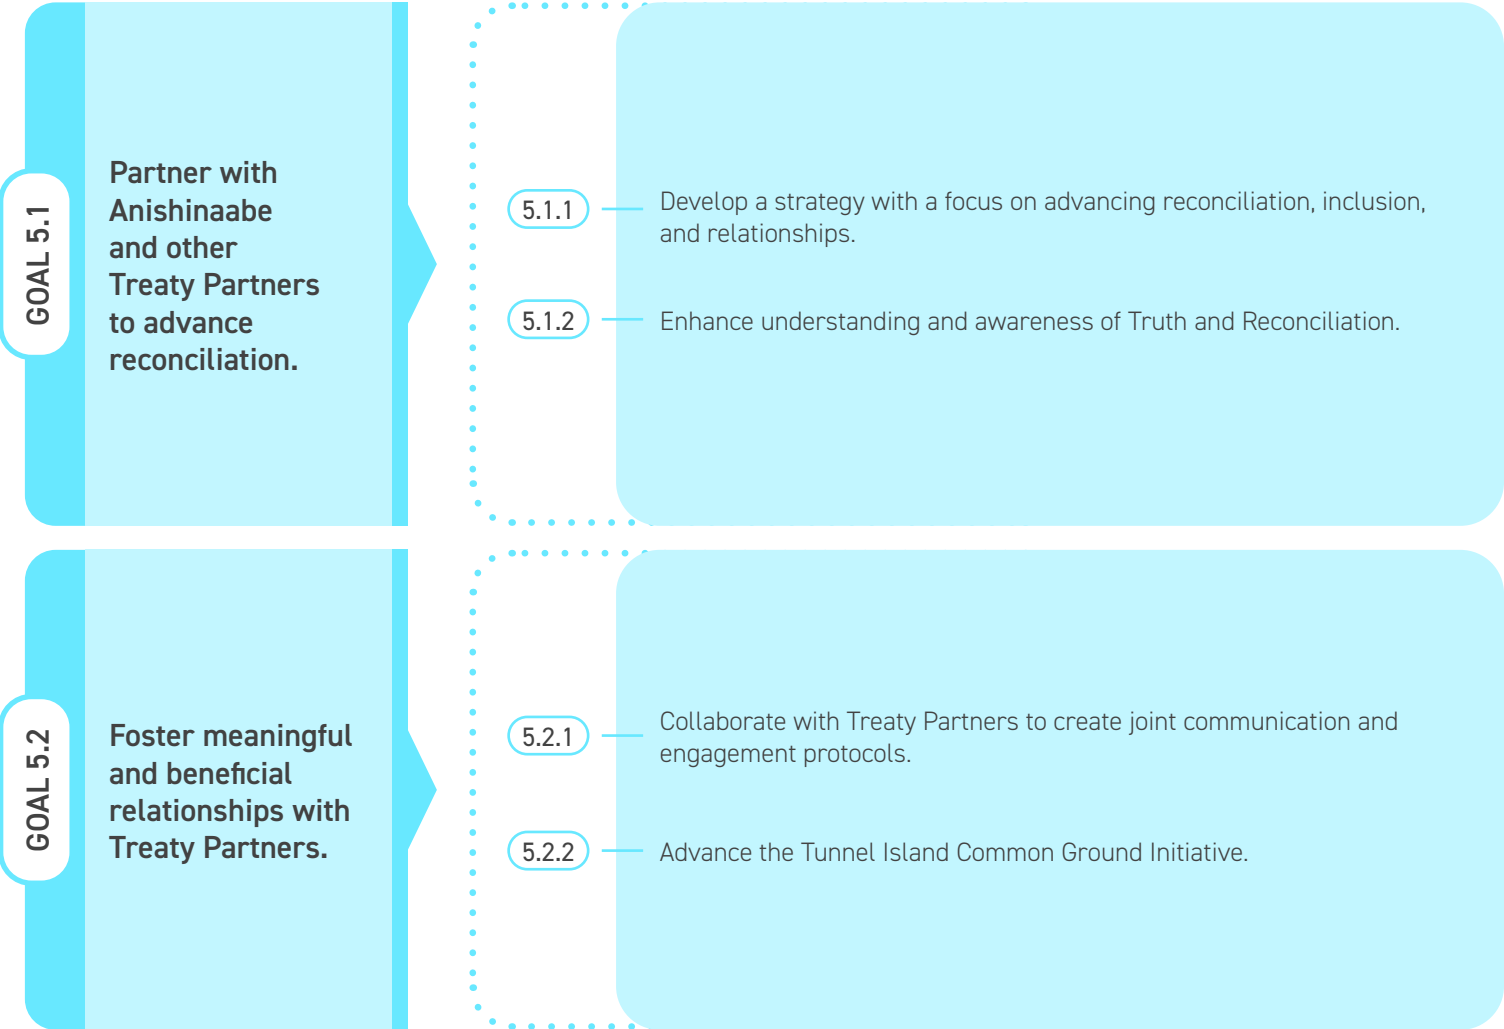 GOAL 5.1
Partner with
Anishinaabe
and other
Treaty Partners
to advance
reconciliation.
5.1.1
Develop a strategy with a focus on advancing reconciliation, inclusion,
and relationships.
5.1.2
Enhance understanding and awareness of Truth and Reconciliation.
GOAL 5.2
Foster meaningful
and beneficial
relationships with
Treaty Partners.
5.2.1
Collaborate with Treaty Partners to create joint communication and
engagement protocols.
5.2.2
Advance the Tunnel Island Common Ground Initiative.